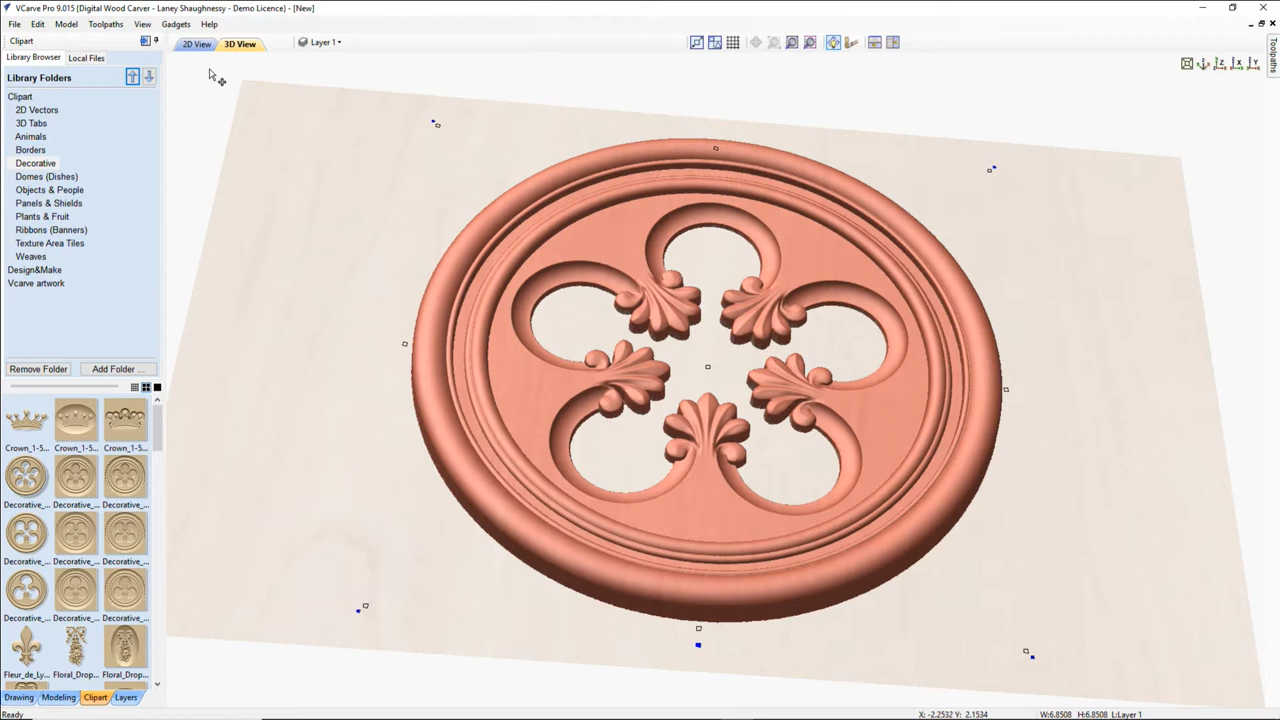 VCarve Pro 9.015 {Digital Wood Carver - Laney Shaughnessy - Demo Licence} - [New]
File Edit Model Toolpaths View Gadgets Help
Clipart
2D View 3D View Layer 1
Library Browser Local Files
Toolpaths
Library Folders
Clipart
2D Vectors
3D Tabs
Animals
Borders
Decorative
Domes (Dishes)
Objects & People
Panels & Shields
Plants & Fruit
Ribbons (Banners)
Texture Area Tiles
Weaves
Design&Make
Vcarve artwork
Remove Folder Add Folder ...
Crown_1-5... Crown_1-5... Crown_1-5...
Decorative_... Decorative_... Decorative_...
Decorative_... Decorative_... Decorative_...
Decorative_... Decorative_... Decorative_...
Fleur_de_Ly... Floral_Drop... Floral_Drop...
Drawing Modeling Clipart Layers
Ready X: -2.2532 Y: 2.1534 W:6.8508 H:6.8508 L:Layer 1